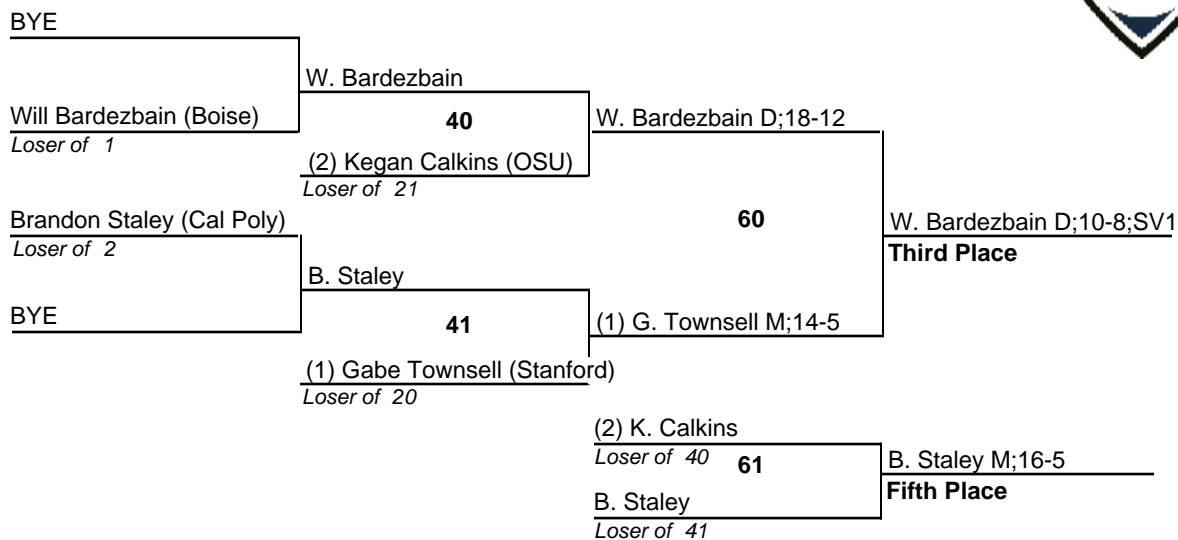 BYE
W. Bardezbain
Will Bardezbain (Boise)
Loser of 1
40
W. Bardezbain D;18-12
(2) Kegan Calkins (OSU)
Loser of 21
Brandon Staley (Cal Poly)
Loser of 2
60
W. Bardezbain D;10-8;SV1
Third Place
B. Staley
BYE
41
(1) G. Townsell M;14-5
(1) Gabe Townsell (Stanford)
Loser of 20
(2) K. Calkins
Loser of 40
61
B. Staley M;16-5
Fifth Place
B. Staley
Loser of 41